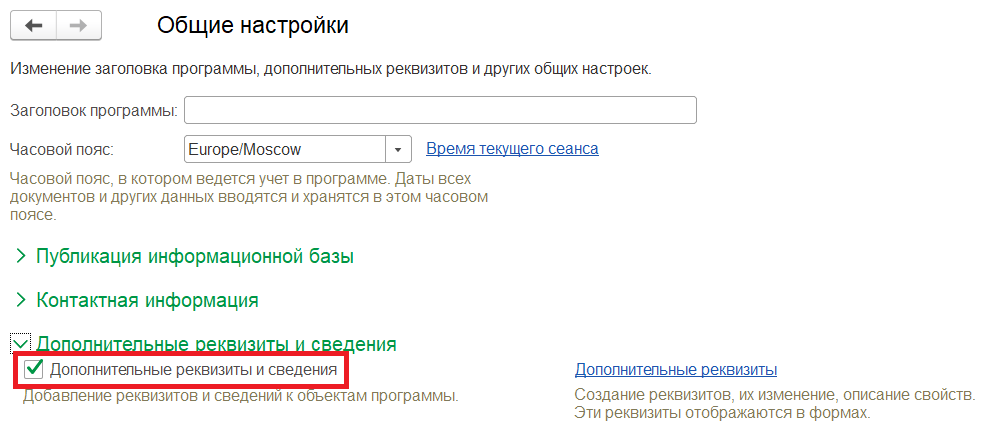 Общие настройки
Изменение заголовка программы, дополнительных реквизитов и других общих настроек.
Заголовок программы:
Часовой пояс: Europe/Moscow Время текущего сеанса
Часовой пояс, в котором ведется учет в программе. Даты всех
документов и других данных вводятся и хранятся в этом часовом
поясе.
Публикация информационной базы
Контактная информация
Дополнительные реквизиты и сведения
Дополнительные реквизиты и сведения Дополнительные реквизиты
Добавление реквизитов и сведений к объектам программы. Создание реквизитов, их изменение, описание свойств.
Эти реквизиты отображаются в формах.